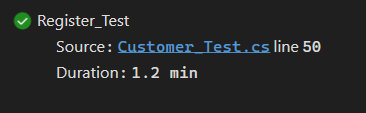 Register_Test
Source: Customer_Test.cs line 50
Duration: 1.2 min